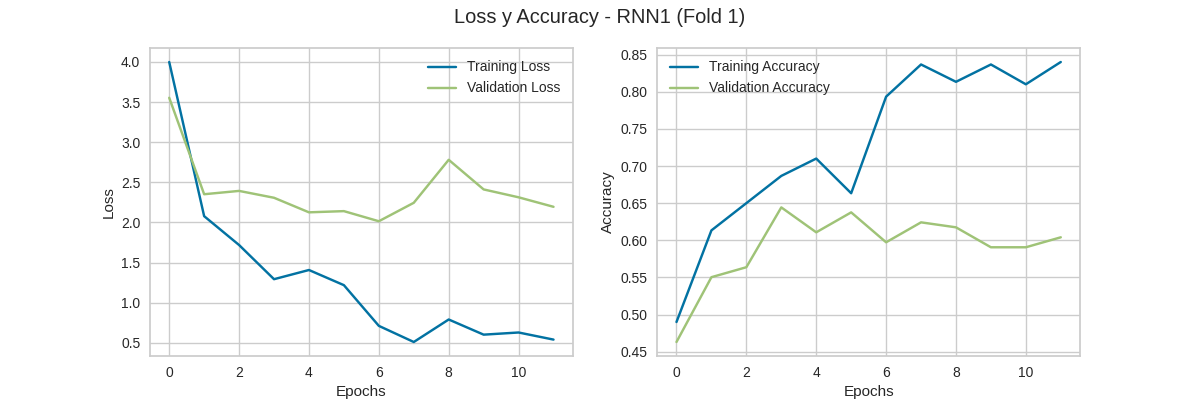 Loss y Accuracy - RNN1 (Fold 1)
Training Loss
Validation Loss
4.0
3.5
3.0
2.5
2.0
1.5
1.0
0.5
Loss
0 2 4 6 8 10
Epochs
Training Accuracy
Validation Accuracy
0.85
0.80
0.75
0.70
0.65
0.60
0.55
0.50
0.45
Accuracy
0 2 4 6 8 10
Epochs